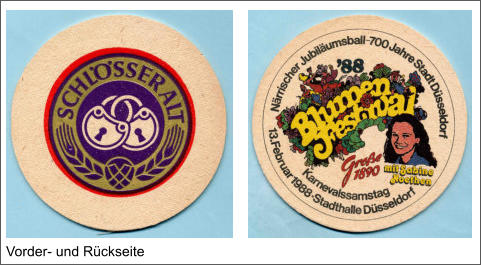 SCHLÖSSER ALT
Närrischer Jubiläumsball-700 Jahre Stadt Düsseldorf
'88
Blumen
festival
Große
1890
mit Sabine
Noethen
Karnevalssamstag
13.Februar 1988-Stadthalle Düsseldorf
Vorder- und Rückseite